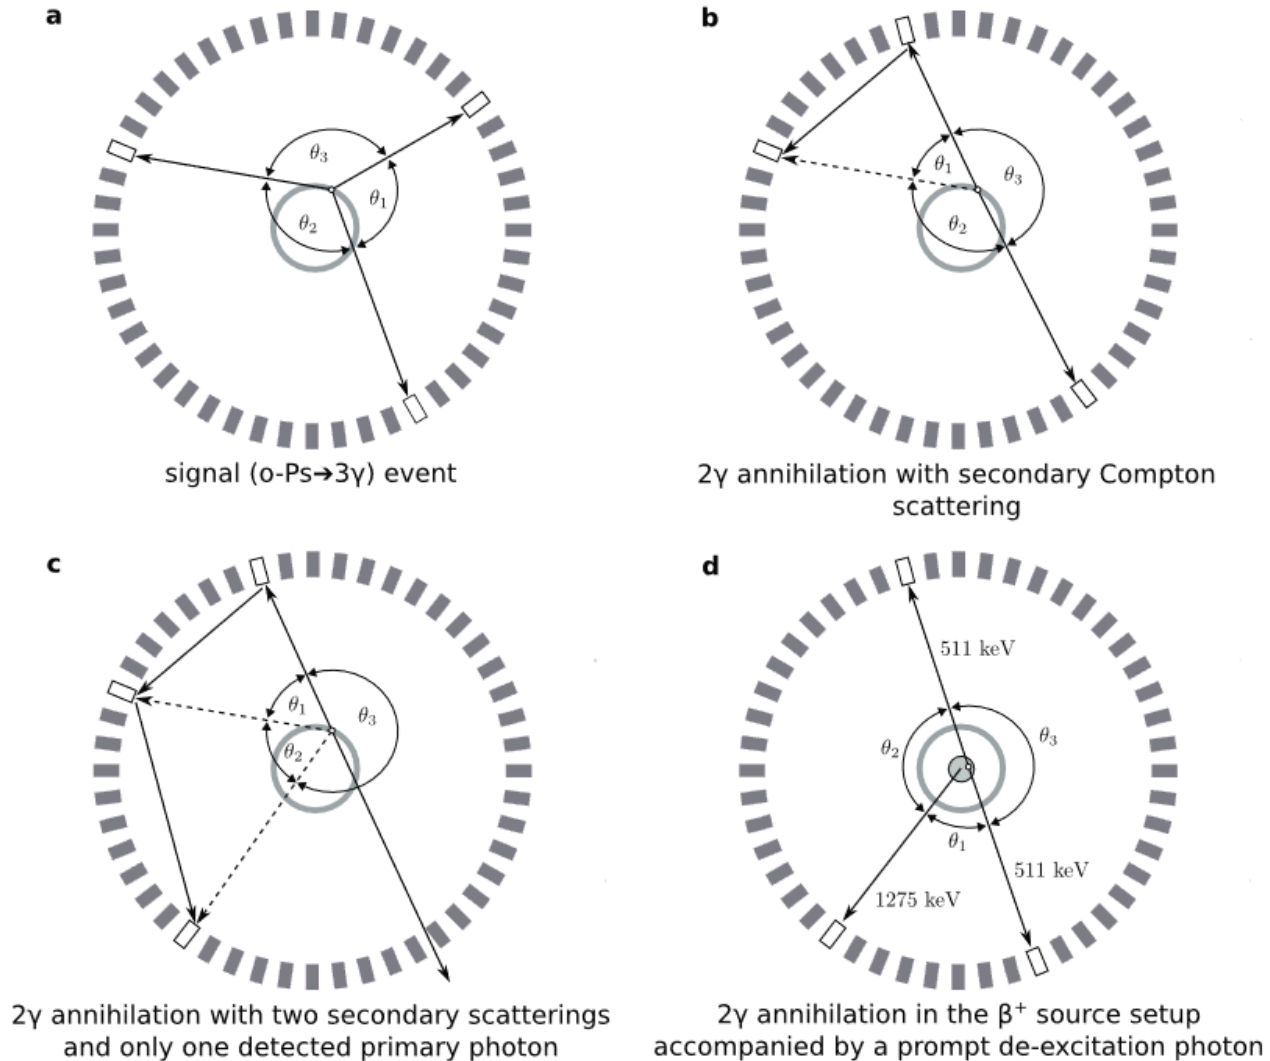 a
θ3
θ1
θ2
signal (o-Ps→3γ) event
b
θ1
θ3
θ2
2γ annihilation with secondary Compton
scattering
c
θ1
θ3
θ2
2γ annihilation with two secondary scatterings
and only one detected primary photon
d
511 keV
θ2
θ3
θ1
511 keV
1275 keV
2γ annihilation in the β⁺ source setup
accompanied by a prompt de-excitation photon